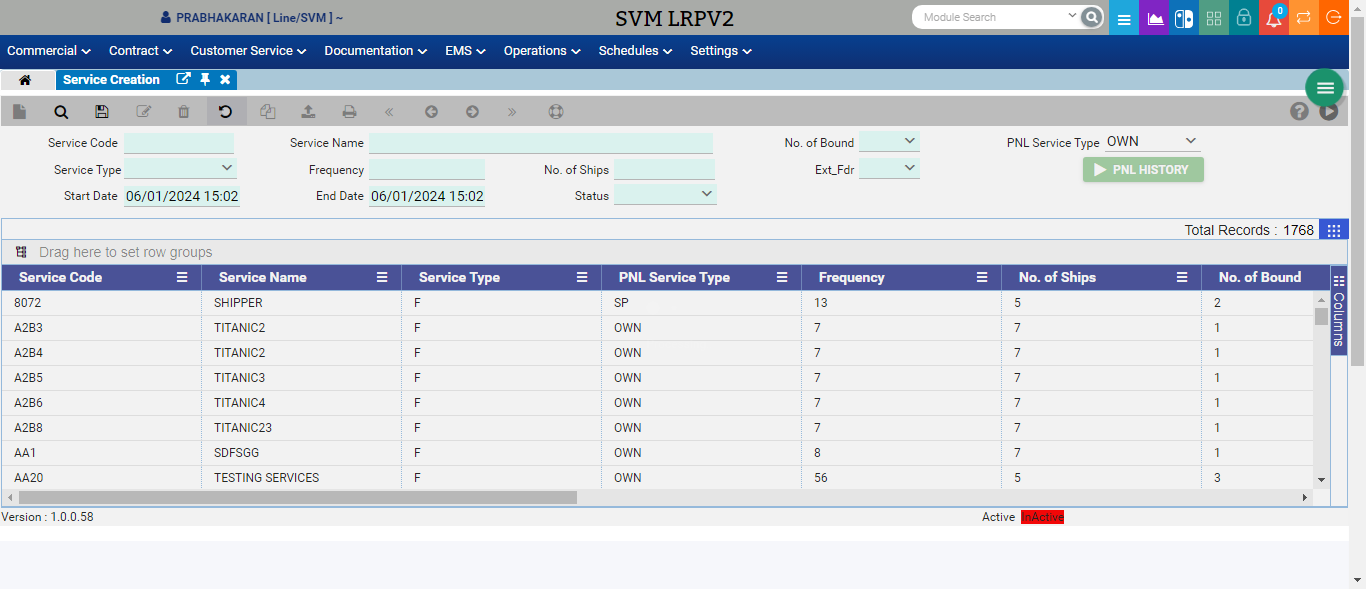 PRABHAKARAN [ Line/SVM ] ~ SVM LRPV2 Module Search 0
Commercial Contract Customer Service Documentation EMS Operations Schedules Settings
Service Creation
Service Code Service Name No. of Bound PNL Service Type OWN
Service Type Frequency No. of Ships Ext_Fdr PNL HISTORY
Start Date 06/01/2024 15:02 End Date 06/01/2024 15:02 Status
Total Records : 1768
Drag here to set row groups
Service Code Service Name Service Type PNL Service Type Frequency No. of Ships No. of Bound
8072 SHIPPER F SP 13 5 2
A2B3 TITANIC2 F OWN 7 7 1
A2B4 TITANIC2 F OWN 7 7 1
A2B5 TITANIC3 F OWN 7 7 1
A2B6 TITANIC4 F OWN 7 7 1
A2B8 TITANIC23 F OWN 7 7 1
AA1 SDFSGG F OWN 8 7 1
AA20 TESTING SERVICES F OWN 56 5 3
Columns
Version : 1.0.0.58 Active InActive